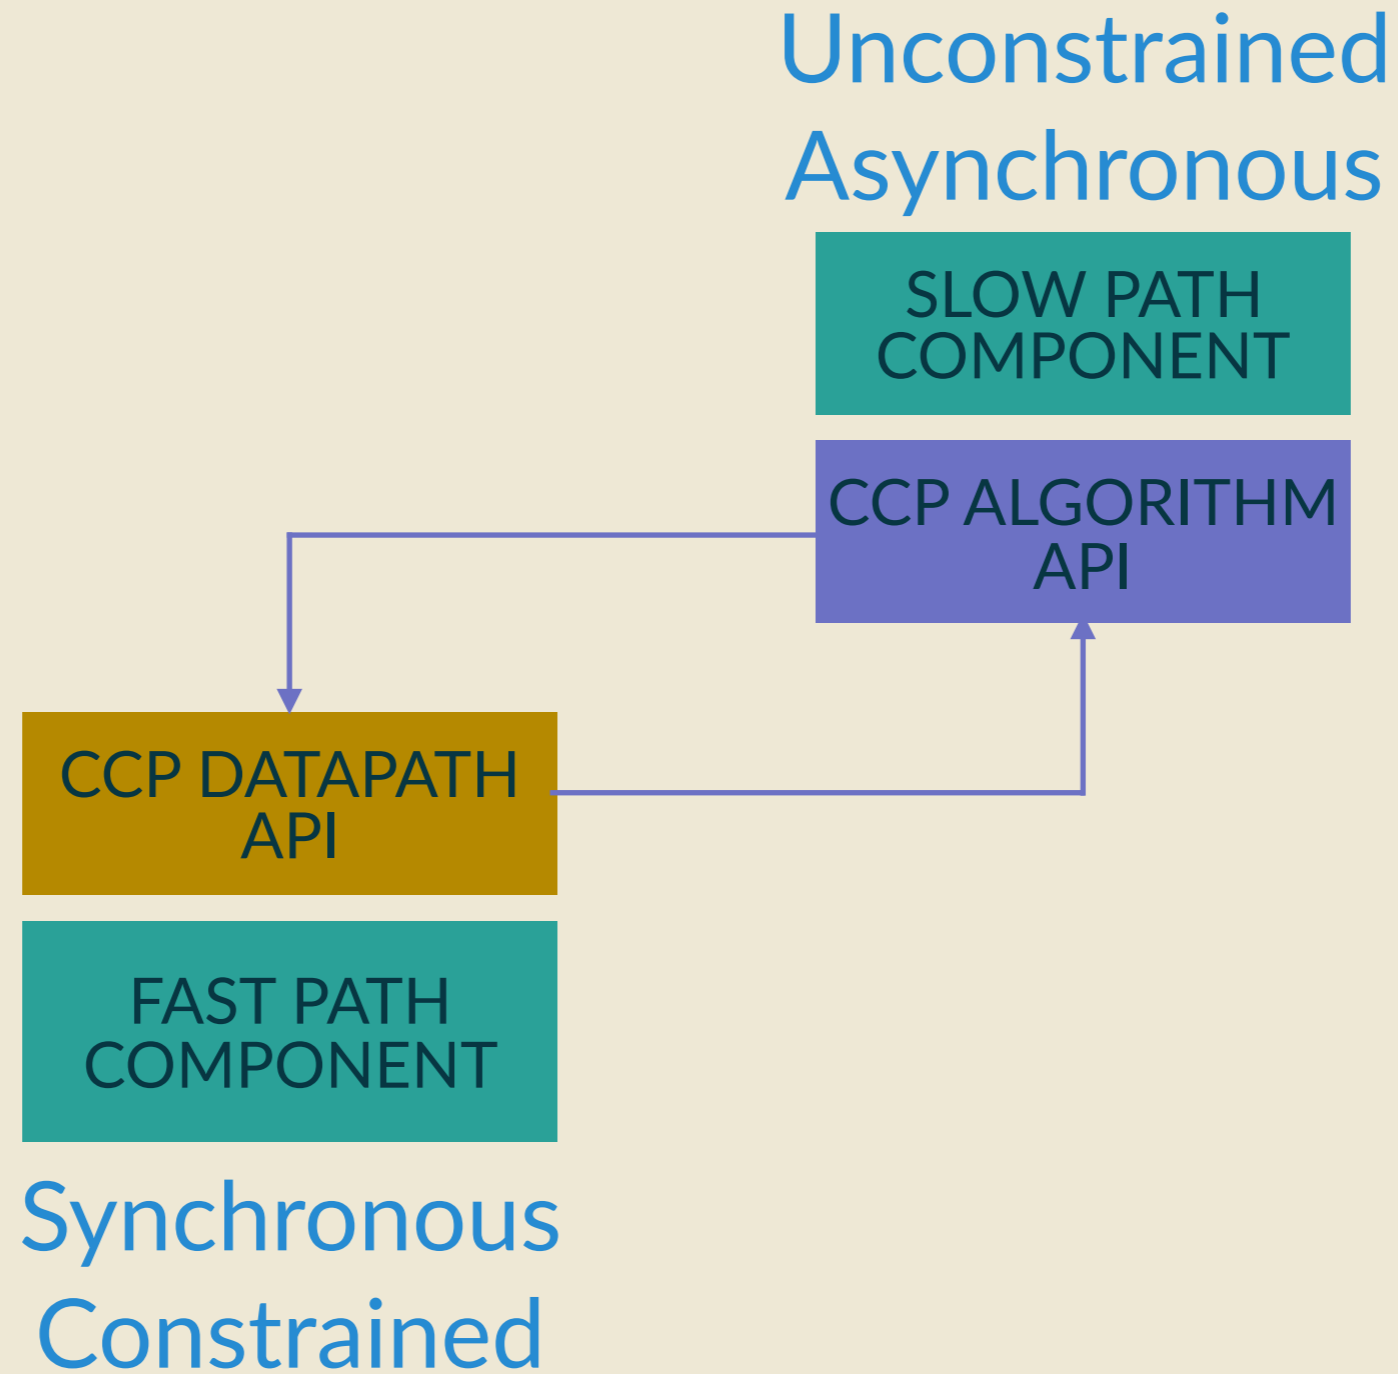 Unconstrained
Asynchronous
SLOW PATH
COMPONENT
CCP ALGORITHM
API
CCP DATAPATH
API
FAST PATH
COMPONENT
Synchronous
Constrained